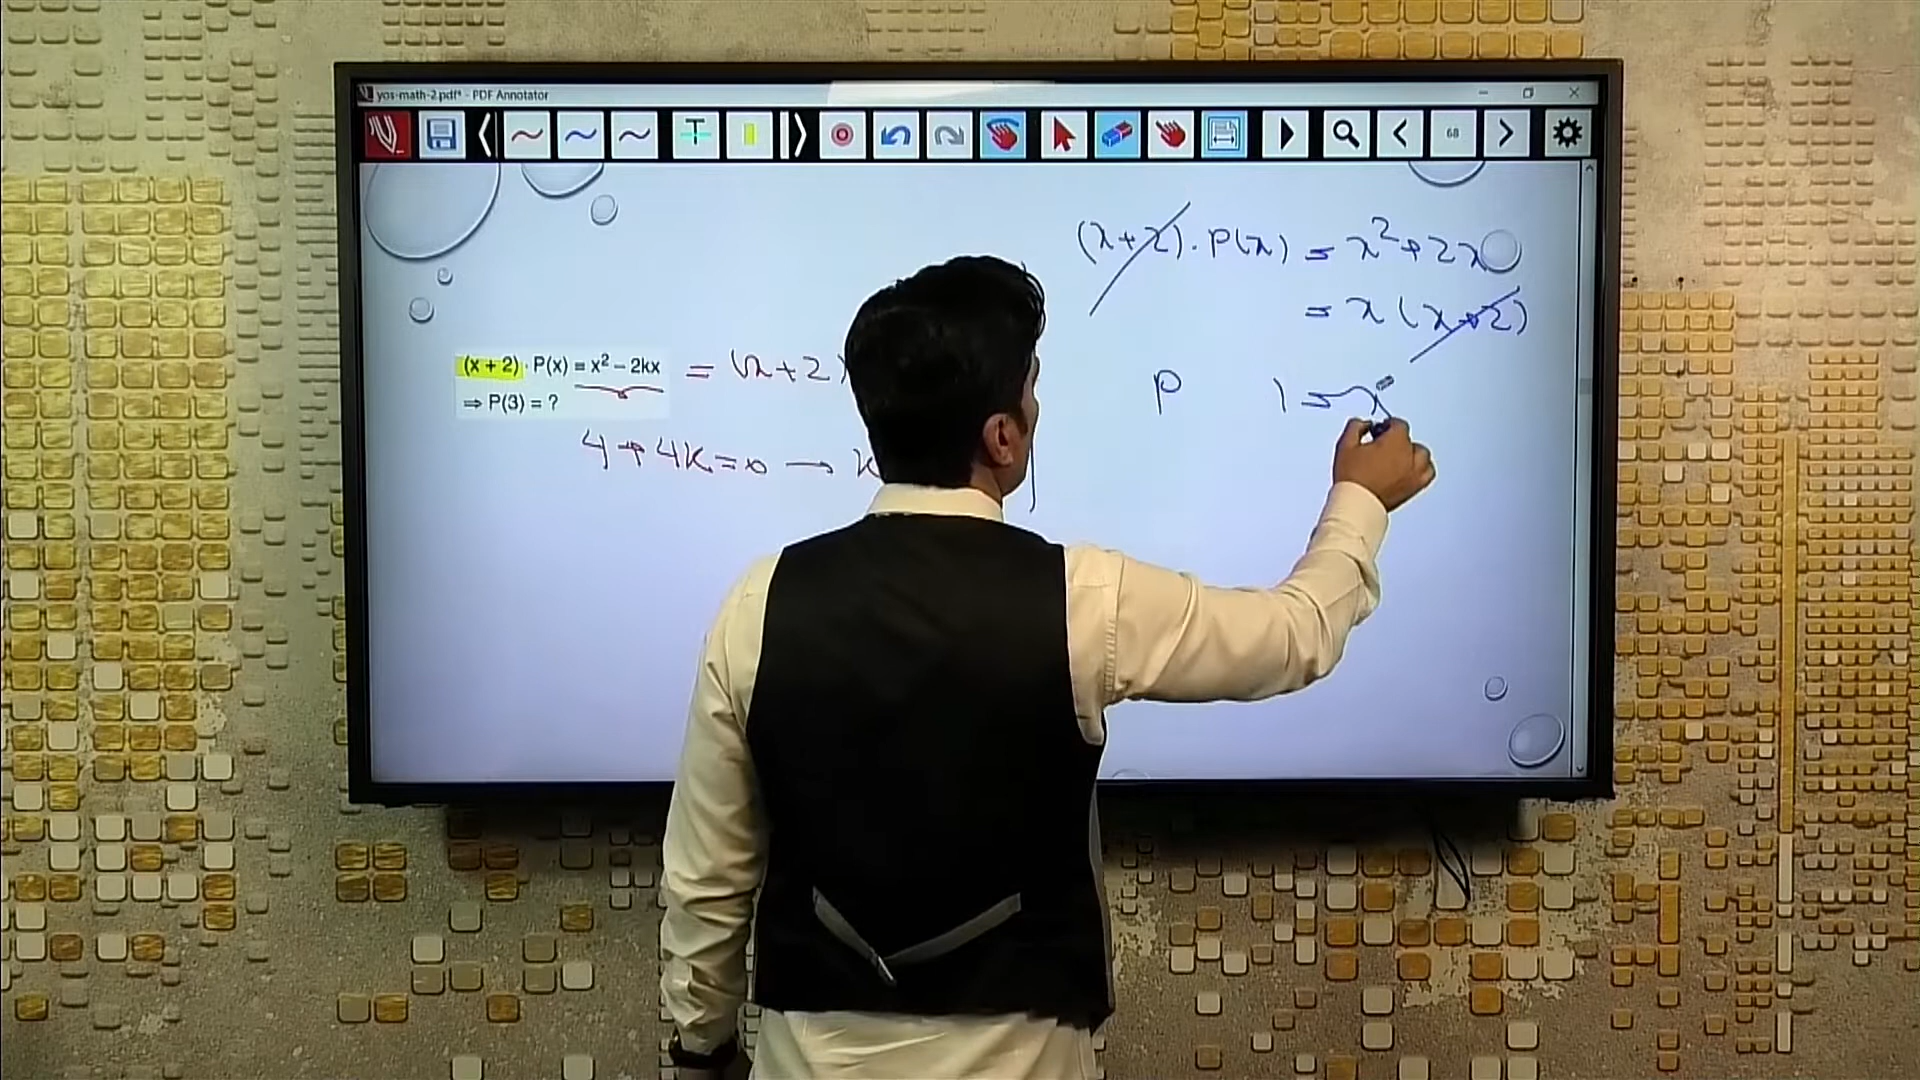 yos-math-2.pdf* - PDF Annotator
68
(x + 2) · P(x) = x² – 2kx
⇒ P(3) = ?
= (x+2)
4+4k=0 → k
(x+2) . P(x) = x²+2x
= x (x+2)
P ) =